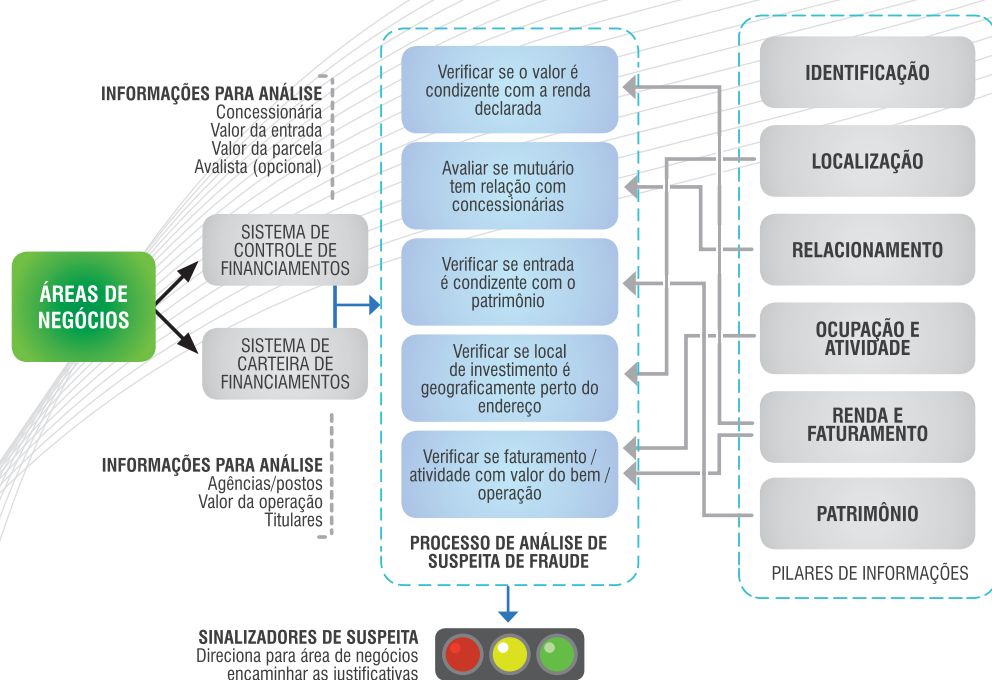 INFORMAÇÕES PARA ANÁLISE
Concessionária
Valor da entrada
Valor da parcela
Avalista (opcional)
ÁREAS DE
NEGÓCIOS
SISTEMA DE
CONTROLE DE
FINANCIAMENTOS
SISTEMA DE
CARTEIRA DE
FINANCIAMENTOS
INFORMAÇÕES PARA ANÁLISE
Agências/postos
Valor da operação
Titulares
Verificar se o valor é
condizente com a renda
declarada
Avaliar se mutuário
tem relação com
concessionárias
Verificar se entrada
é condizente com o
patrimônio
Verificar se local
de investimento é
geograficamente perto do
endereço
Verificar se faturamento /
atividade com valor do bem /
operação
PROCESSO DE ANÁLISE DE
SUSPEITA DE FRAUDE
IDENTIFICAÇÃO
LOCALIZAÇÃO
RELACIONAMENTO
OCUPAÇÃO E
ATIVIDADE
RENDA E
FATURAMENTO
PATRIMÔNIO
PILARES DE INFORMAÇÕES
SINALIZADORES DE SUSPEITA
Direciona para área de negócios
encaminhar as justificativas